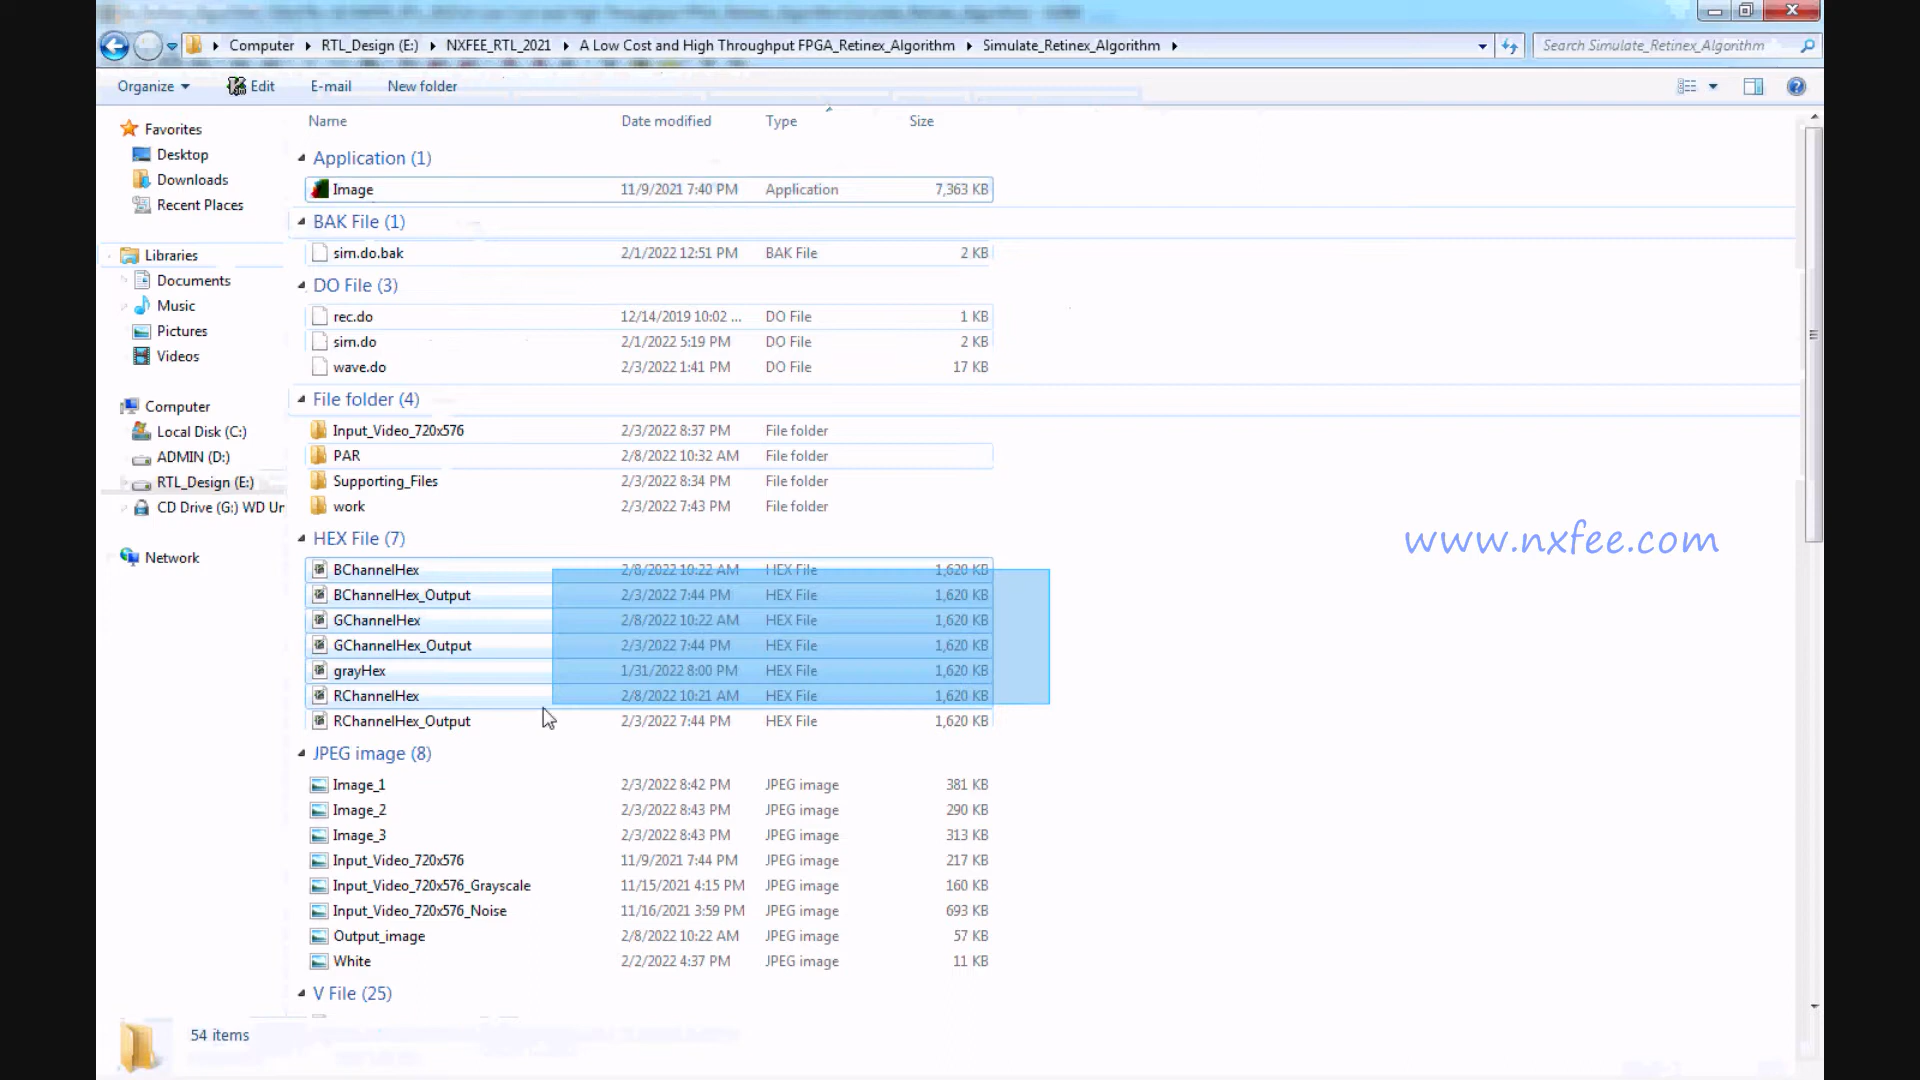 Computer RTL_Design (E:) NXFEE_RTL_2021 A Low Cost and High Throughput FPGA_Retinex_Algorithm Simulate_Retinex_Algorithm
Search Simulate_Retinex_Algorithm
Organize Edit E-mail New folder
Favorites
Desktop
Downloads
Recent Places
Libraries
Documents
Music
Pictures
Videos
Computer
Local Disk (C:)
ADMIN (D:)
RTL_Design (E:)
CD Drive (G:) WD Un
Network
Name Date modified Type Size
Application (1)
Image 11/9/2021 7:40 PM Application 7,363 KB
BAK File (1)
sim.do.bak 2/1/2022 12:51 PM BAK File 2 KB
DO File (3)
rec.do 12/14/2019 10:02 ... DO File 1 KB
sim.do 2/1/2022 5:19 PM DO File 2 KB
wave.do 2/3/2022 1:41 PM DO File 17 KB
File folder (4)
Input_Video_720x576 2/3/2022 8:37 PM File folder
PAR 2/8/2022 10:32 AM File folder
Supporting_Files 2/3/2022 8:34 PM File folder
work 2/3/2022 7:43 PM File folder
HEX File (7)
BChannelHex 2/8/2022 10:22 AM HEX File 1,620 KB
BChannelHex_Output 2/3/2022 7:44 PM HEX File 1,620 KB
GChannelHex 2/8/2022 10:22 AM HEX File 1,620 KB
GChannelHex_Output 2/3/2022 7:44 PM HEX File 1,620 KB
grayHex 1/31/2022 8:00 PM HEX File 1,620 KB
RChannelHex 2/8/2022 10:21 AM HEX File 1,620 KB
RChannelHex_Output 2/3/2022 7:44 PM HEX File 1,620 KB
JPEG image (8)
Image_1 2/3/2022 8:42 PM JPEG image 381 KB
Image_2 2/3/2022 8:43 PM JPEG image 290 KB
Image_3 2/3/2022 8:43 PM JPEG image 313 KB
Input_Video_720x576 11/9/2021 7:44 PM JPEG image 217 KB
Input_Video_720x576_Grayscale 11/15/2021 4:15 PM JPEG image 160 KB
Input_Video_720x576_Noise 11/16/2021 3:59 PM JPEG image 693 KB
Output_image 2/8/2022 10:22 AM JPEG image 57 KB
White 2/2/2022 4:37 PM JPEG image 11 KB
V File (25)
54 items
www.nxfee.com